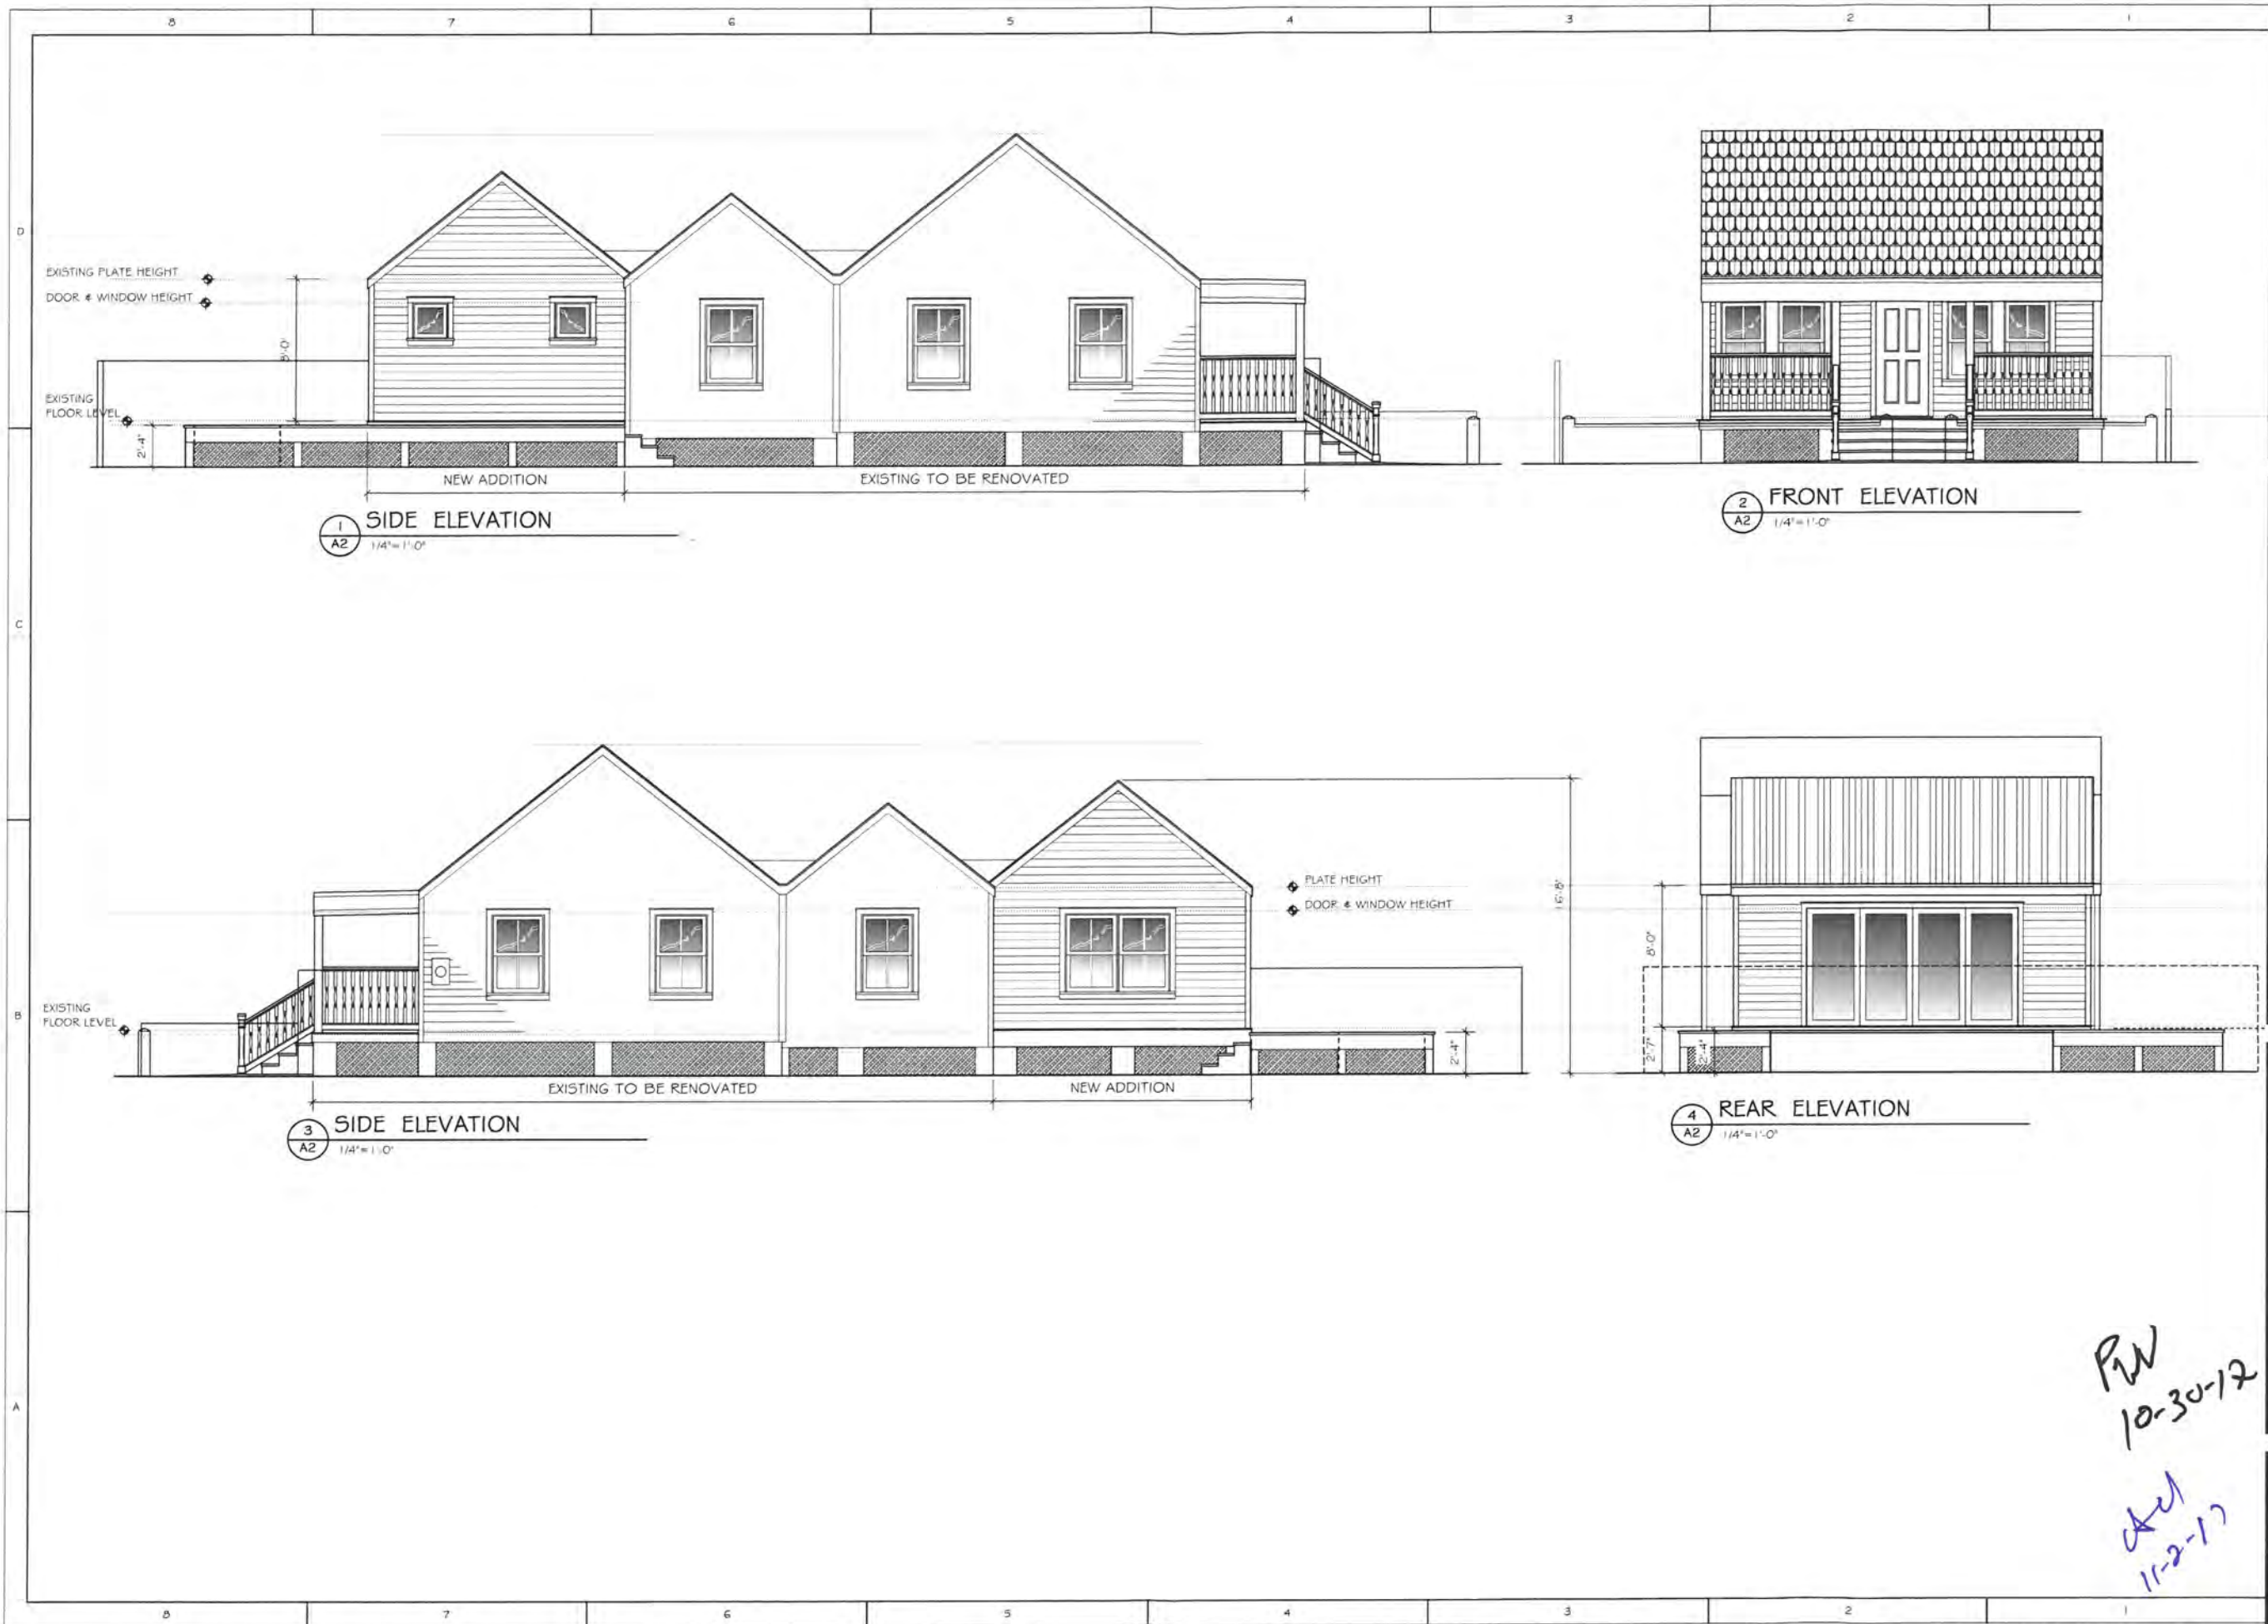 8 7 6 5 4 3 2 1
D
C
B
A
EXISTING PLATE HEIGHT
DOOR & WINDOW HEIGHT
8'-0"
EXISTING
FLOOR LEVEL
2'-4"
NEW ADDITION
EXISTING TO BE RENOVATED
1
A2
SIDE ELEVATION
1/4"=1'-0"
2
A2
FRONT ELEVATION
1/4"=1'-0"
PLATE HEIGHT
DOOR & WINDOW HEIGHT
16'-8"
EXISTING
FLOOR LEVEL
2'-4"
EXISTING TO BE RENOVATED
NEW ADDITION
3
A2
SIDE ELEVATION
1/4"=1'-0"
8'-0"
2'-7"
2'-4"
4
A2
REAR ELEVATION
1/4"=1'-0"
10-30-12
8 7 6 5 4 3 2 1